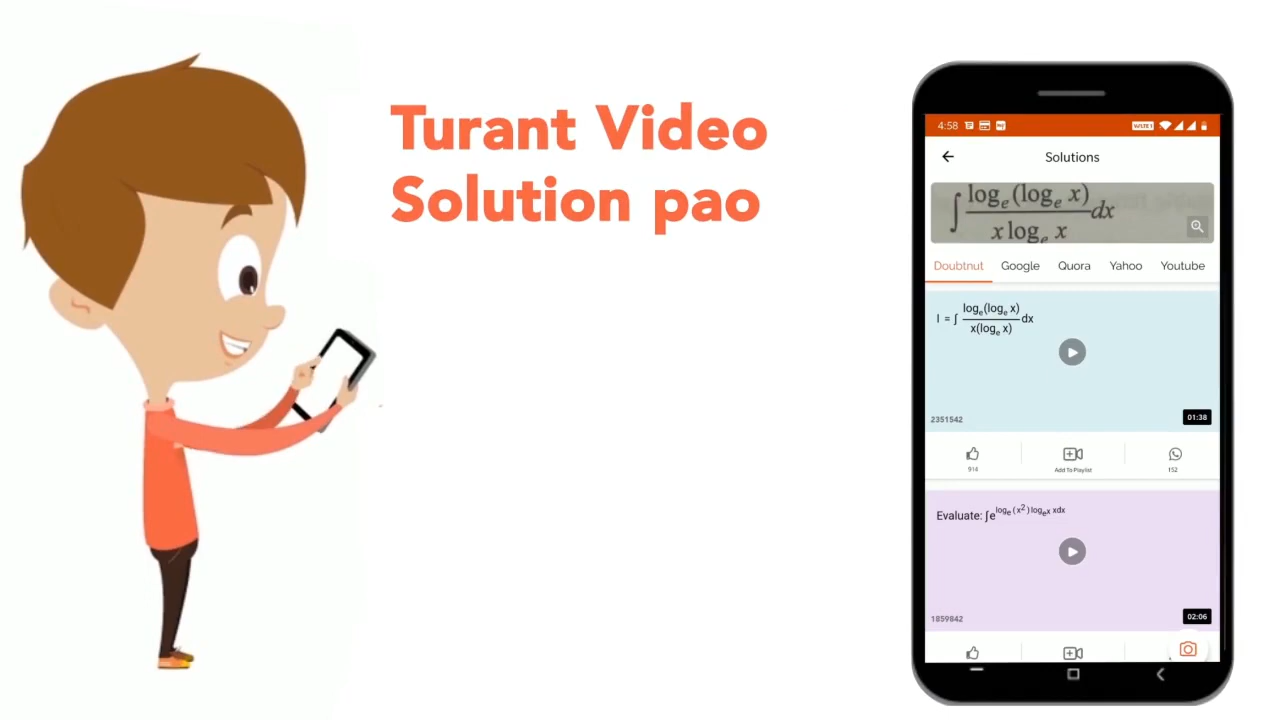 Turant Video
Solution pao
4:58
VoLTE1
Solutions
∫ logₑ(logₑ x) / x logₑ x dx
Doubtnut Google Quora Yahoo Youtube
I = ∫ logₑ(logₑ x) / x(logₑ x) dx
2351542 01:38
914 Add To Playlist 152
Evaluate: ∫e^logₑ(x²)logₑx xdx
1859842 02:06